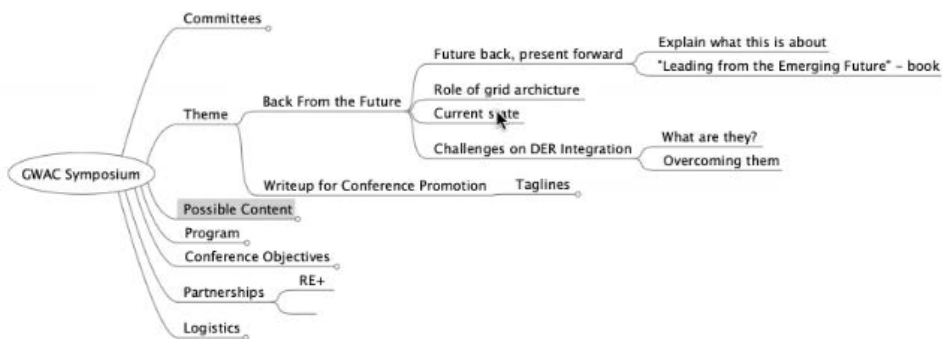 Committees
Future back, present forward
Explain what this is about
"Leading from the Emerging Future" – book
Theme
Back From the Future
Role of grid archicture
Current state
Challenges on DER Integration
What are they?
Overcoming them
GWAC Symposium
Writeup for Conference Promotion
Taglines
Possible Content
Program
Conference Objectives
Partnerships
RE+
Logistics